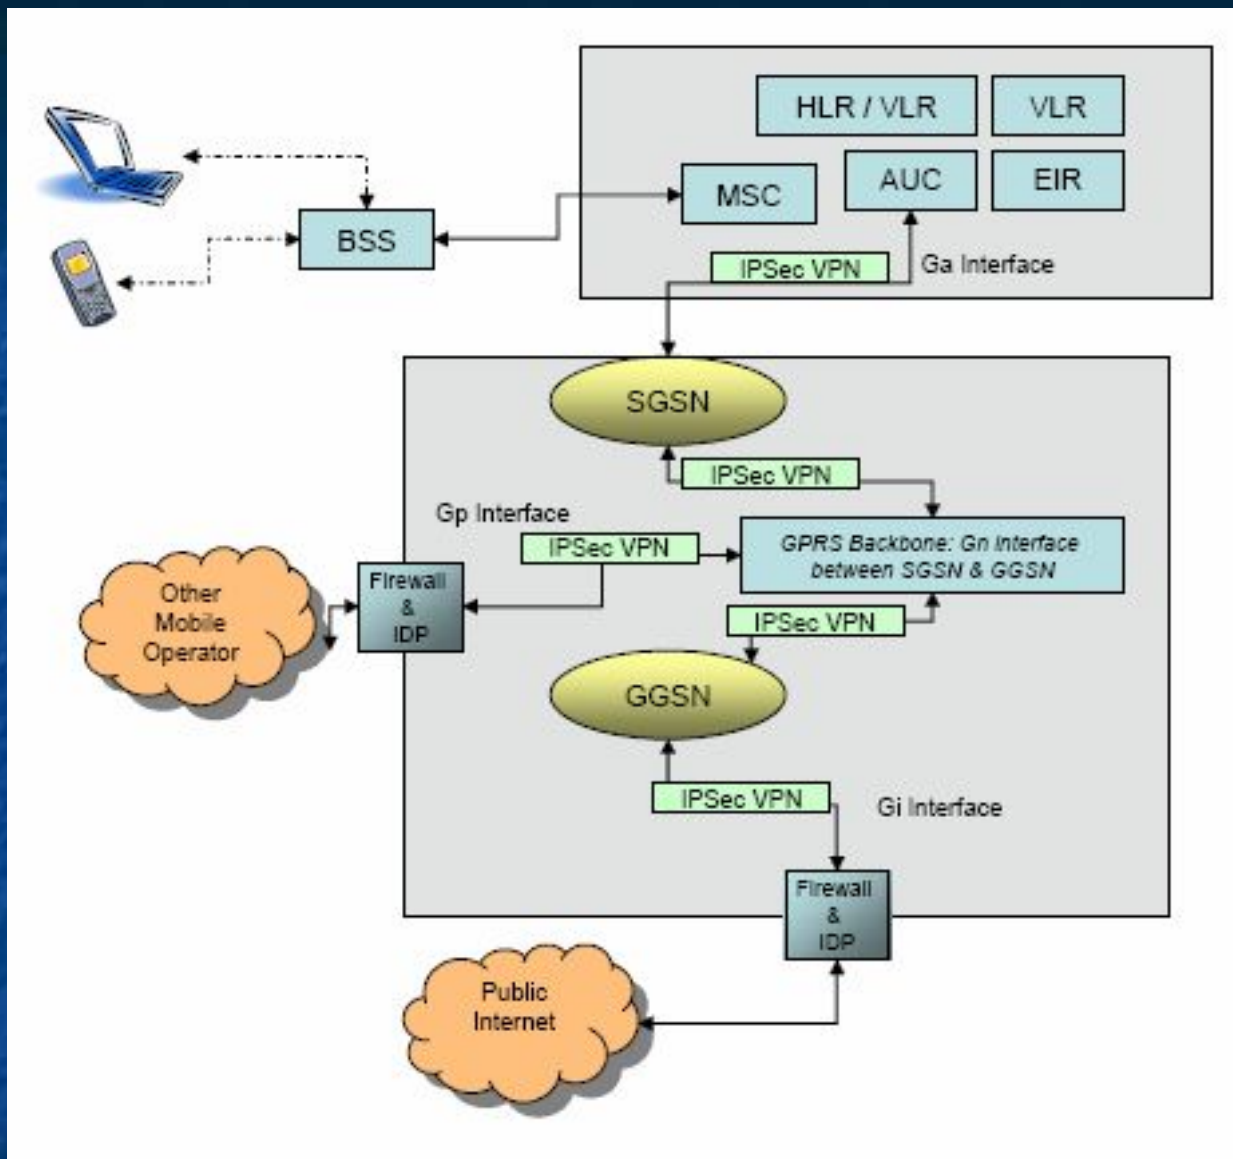 HLR / VLR
VLR
MSC
AUC
EIR
BSS
IPSec VPN
Ga Interface
SGSN
IPSec VPN
Gp Interface
IPSec VPN
GPRS Backbone: Gn Interface
between SGSN & GGSN
Other
Mobile
Operator
Firewall
&
IDP
IPSec VPN
GGSN
IPSec VPN
Gi Interface
Firewall
&
IDP
Public
Internet